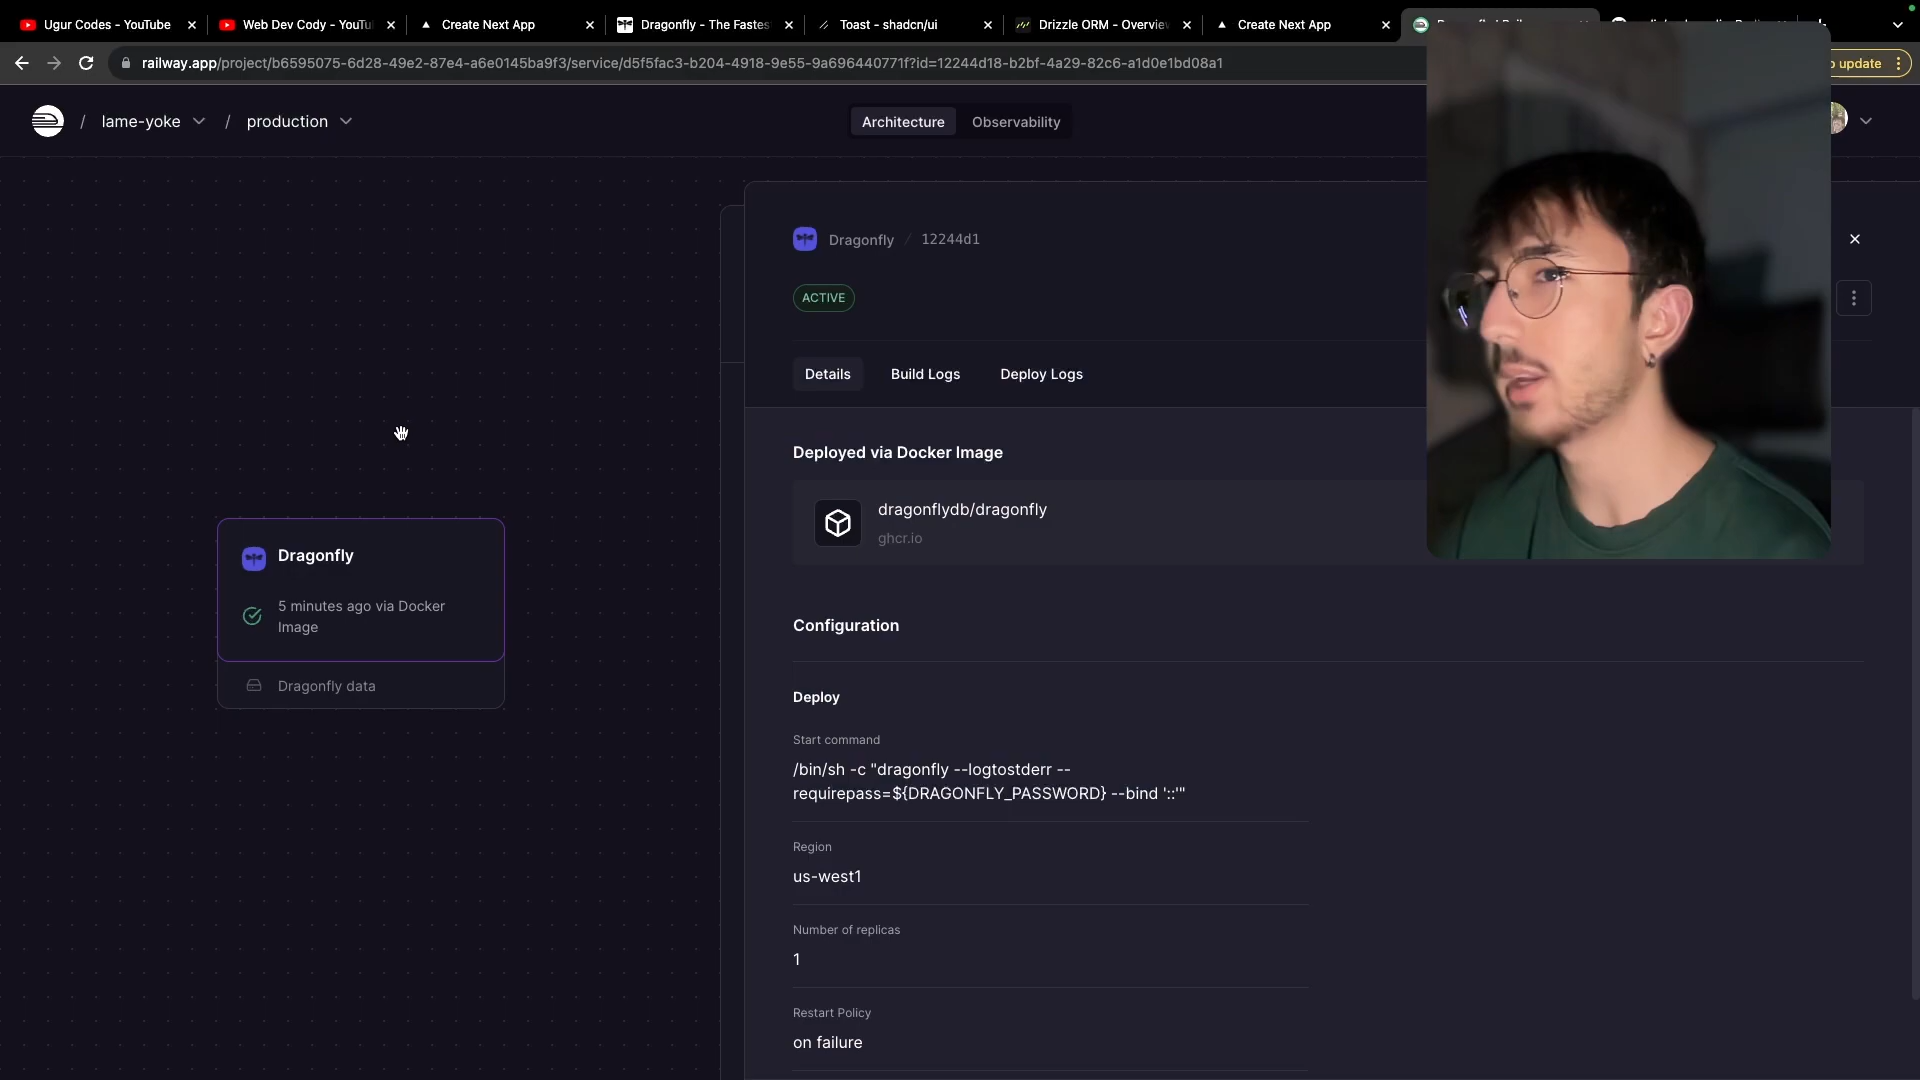 Ugur Codes - YouTube
Web Dev Cody - YouTu
Create Next App
Dragonfly - The Fastes
Toast - shadcn/ui
Drizzle ORM - Overview
Create Next App
railway.app/project/b6595075-6d28-49e2-87e4-a6e0145ba9f3/service/d5f5fac3-b204-4918-9e55-9a696440771f?id=12244d18-b2bf-4a29-82c6-a1d0e1bd08a1
update
/ lame-yoke / production
Architecture Observability
Dragonfly / 12244d1
ACTIVE
Details Build Logs Deploy Logs
Deployed via Docker Image
dragonflydb/dragonfly
ghcr.io
Dragonfly
5 minutes ago via Docker
Image
Dragonfly data
Configuration
Deploy
Start command
/bin/sh -c "dragonfly --logtostderr --
requirepass=${DRAGONFLY_PASSWORD} --bind '::'"
Region
us-west1
Number of replicas
1
Restart Policy
on failure